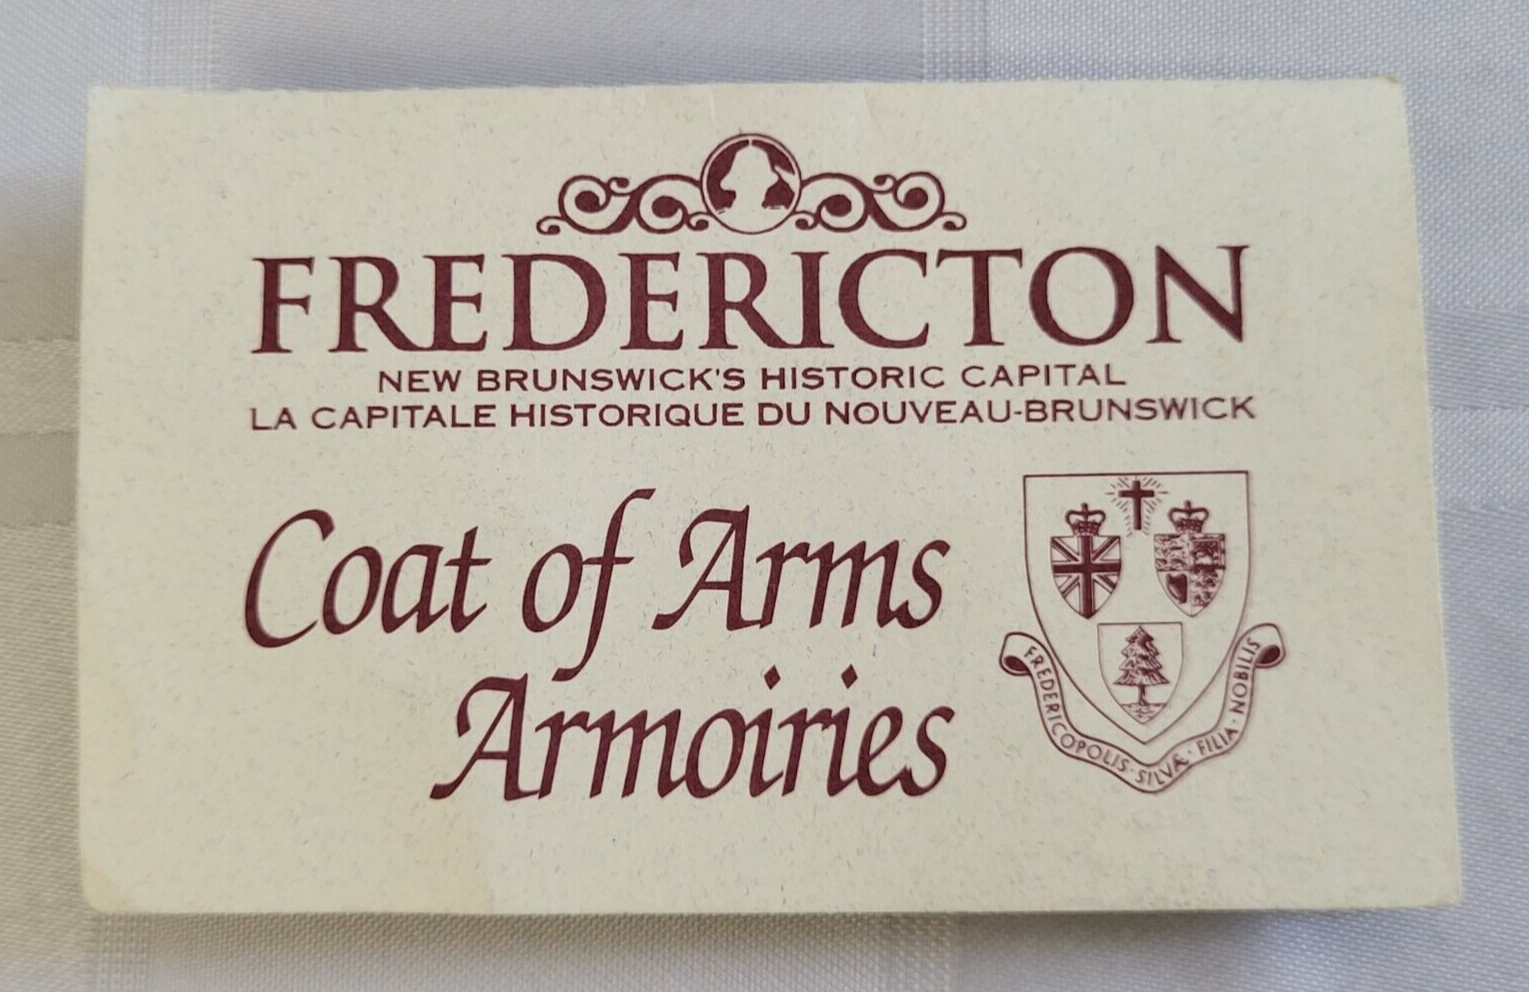 FREDERICTON
NEW BRUNSWICK'S HISTORIC CAPITAL
LA CAPITALE HISTORIQUE DU NOUVEAU-BRUNSWICK
Coat of Arms
Armoiries
FREDERICOPOLIS · SILVÆ · FILIA · NOBILIS